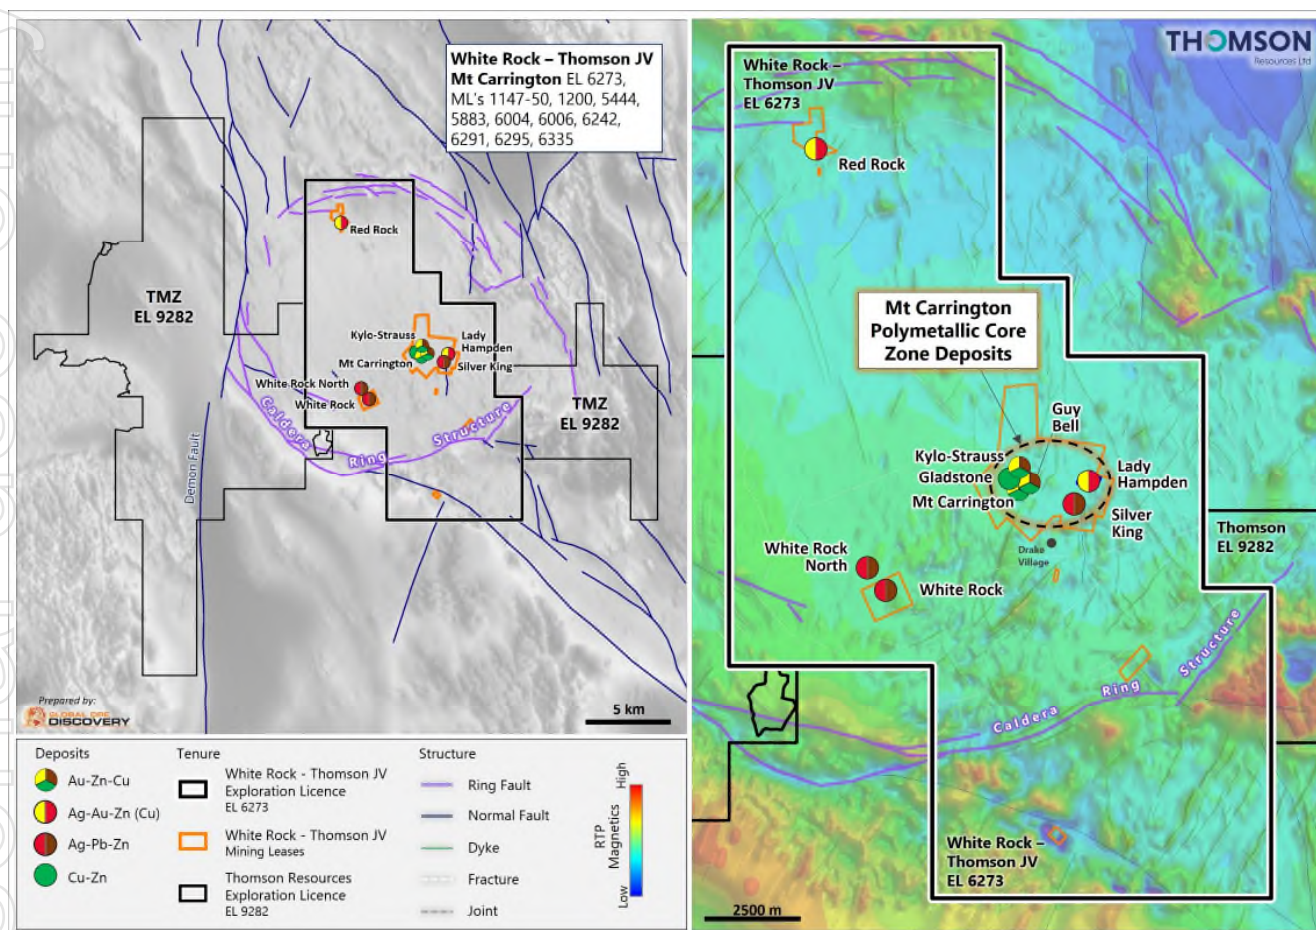 White Rock – Thomson JV
Mt Carrington EL 6273,
ML's 1147-50, 1200, 5444,
5883, 6004, 6006, 6242,
6291, 6295, 6335
Red Rock
TMZ
EL 9282
Kylo-Strauss
Lady
Hampden
Mt Carrington
Silver King
White Rock North
White Rock
TMZ
EL 9282
Caldera
Ring
Structure
Demon Fault
Prepared by:
GLOBAL ORE
DISCOVERY
5 km
Deposits
Au-Zn-Cu
Ag-Au-Zn (Cu)
Ag-Pb-Zn
Cu-Zn
Tenure
White Rock - Thomson JV
Exploration Licence
EL 6273
White Rock - Thomson JV
Mining Leases
Thomson Resources
Exploration Licence
EL 9282
Structure
Ring Fault
Normal Fault
Dyke
Fracture
Joint
High
RTP
Magnetics
Low
THOMSON
Resources Ltd
White Rock –
Thomson JV
EL 6273
Red Rock
Mt Carrington
Polymetallic Core
Zone Deposits
Guy
Bell
Kylo-Strauss
Gladstone
Mt Carrington
Lady
Hampden
Silver
King
Drake
Village
White Rock
North
White Rock
Thomson
EL 9282
Caldera
Ring
Structure
White Rock –
Thomson JV
EL 6273
2500 m